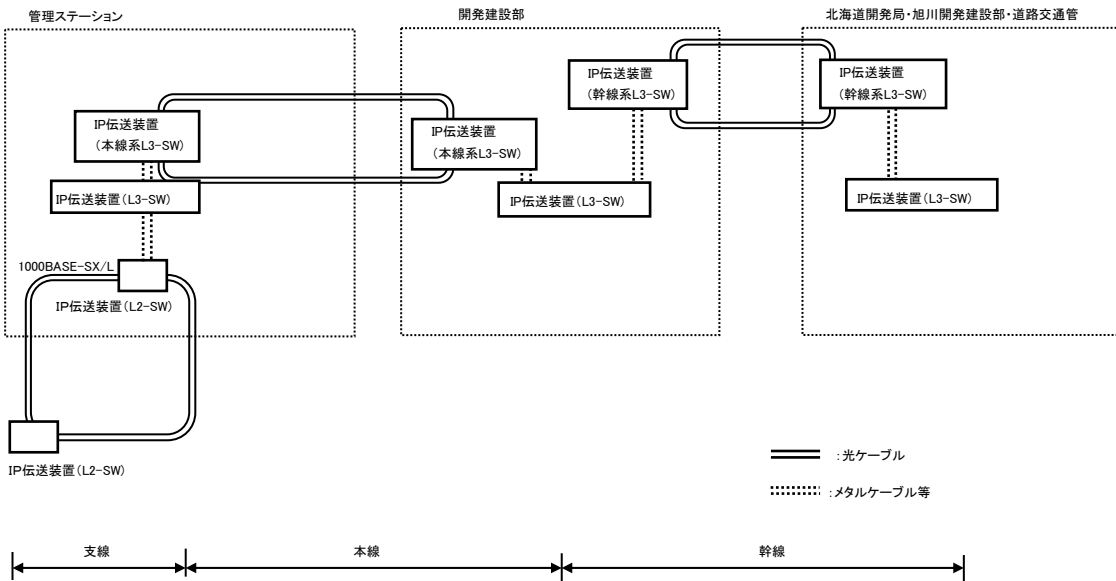 管理ステーション
開発建設部
北海道開発局・旭川開発建設部・道路交通管
IP伝送装置
(本線系L3-SW)
IP伝送装置(L3-SW)
1000BASE-SX/L
IP伝送装置(L2-SW)
IP伝送装置(L2-SW)
IP伝送装置
(本線系L3-SW)
IP伝送装置
(幹線系L3-SW)
IP伝送装置(L3-SW)
IP伝送装置
(幹線系L3-SW)
IP伝送装置(L3-SW)
:光ケーブル
:メタルケーブル等
支線
本線
幹線